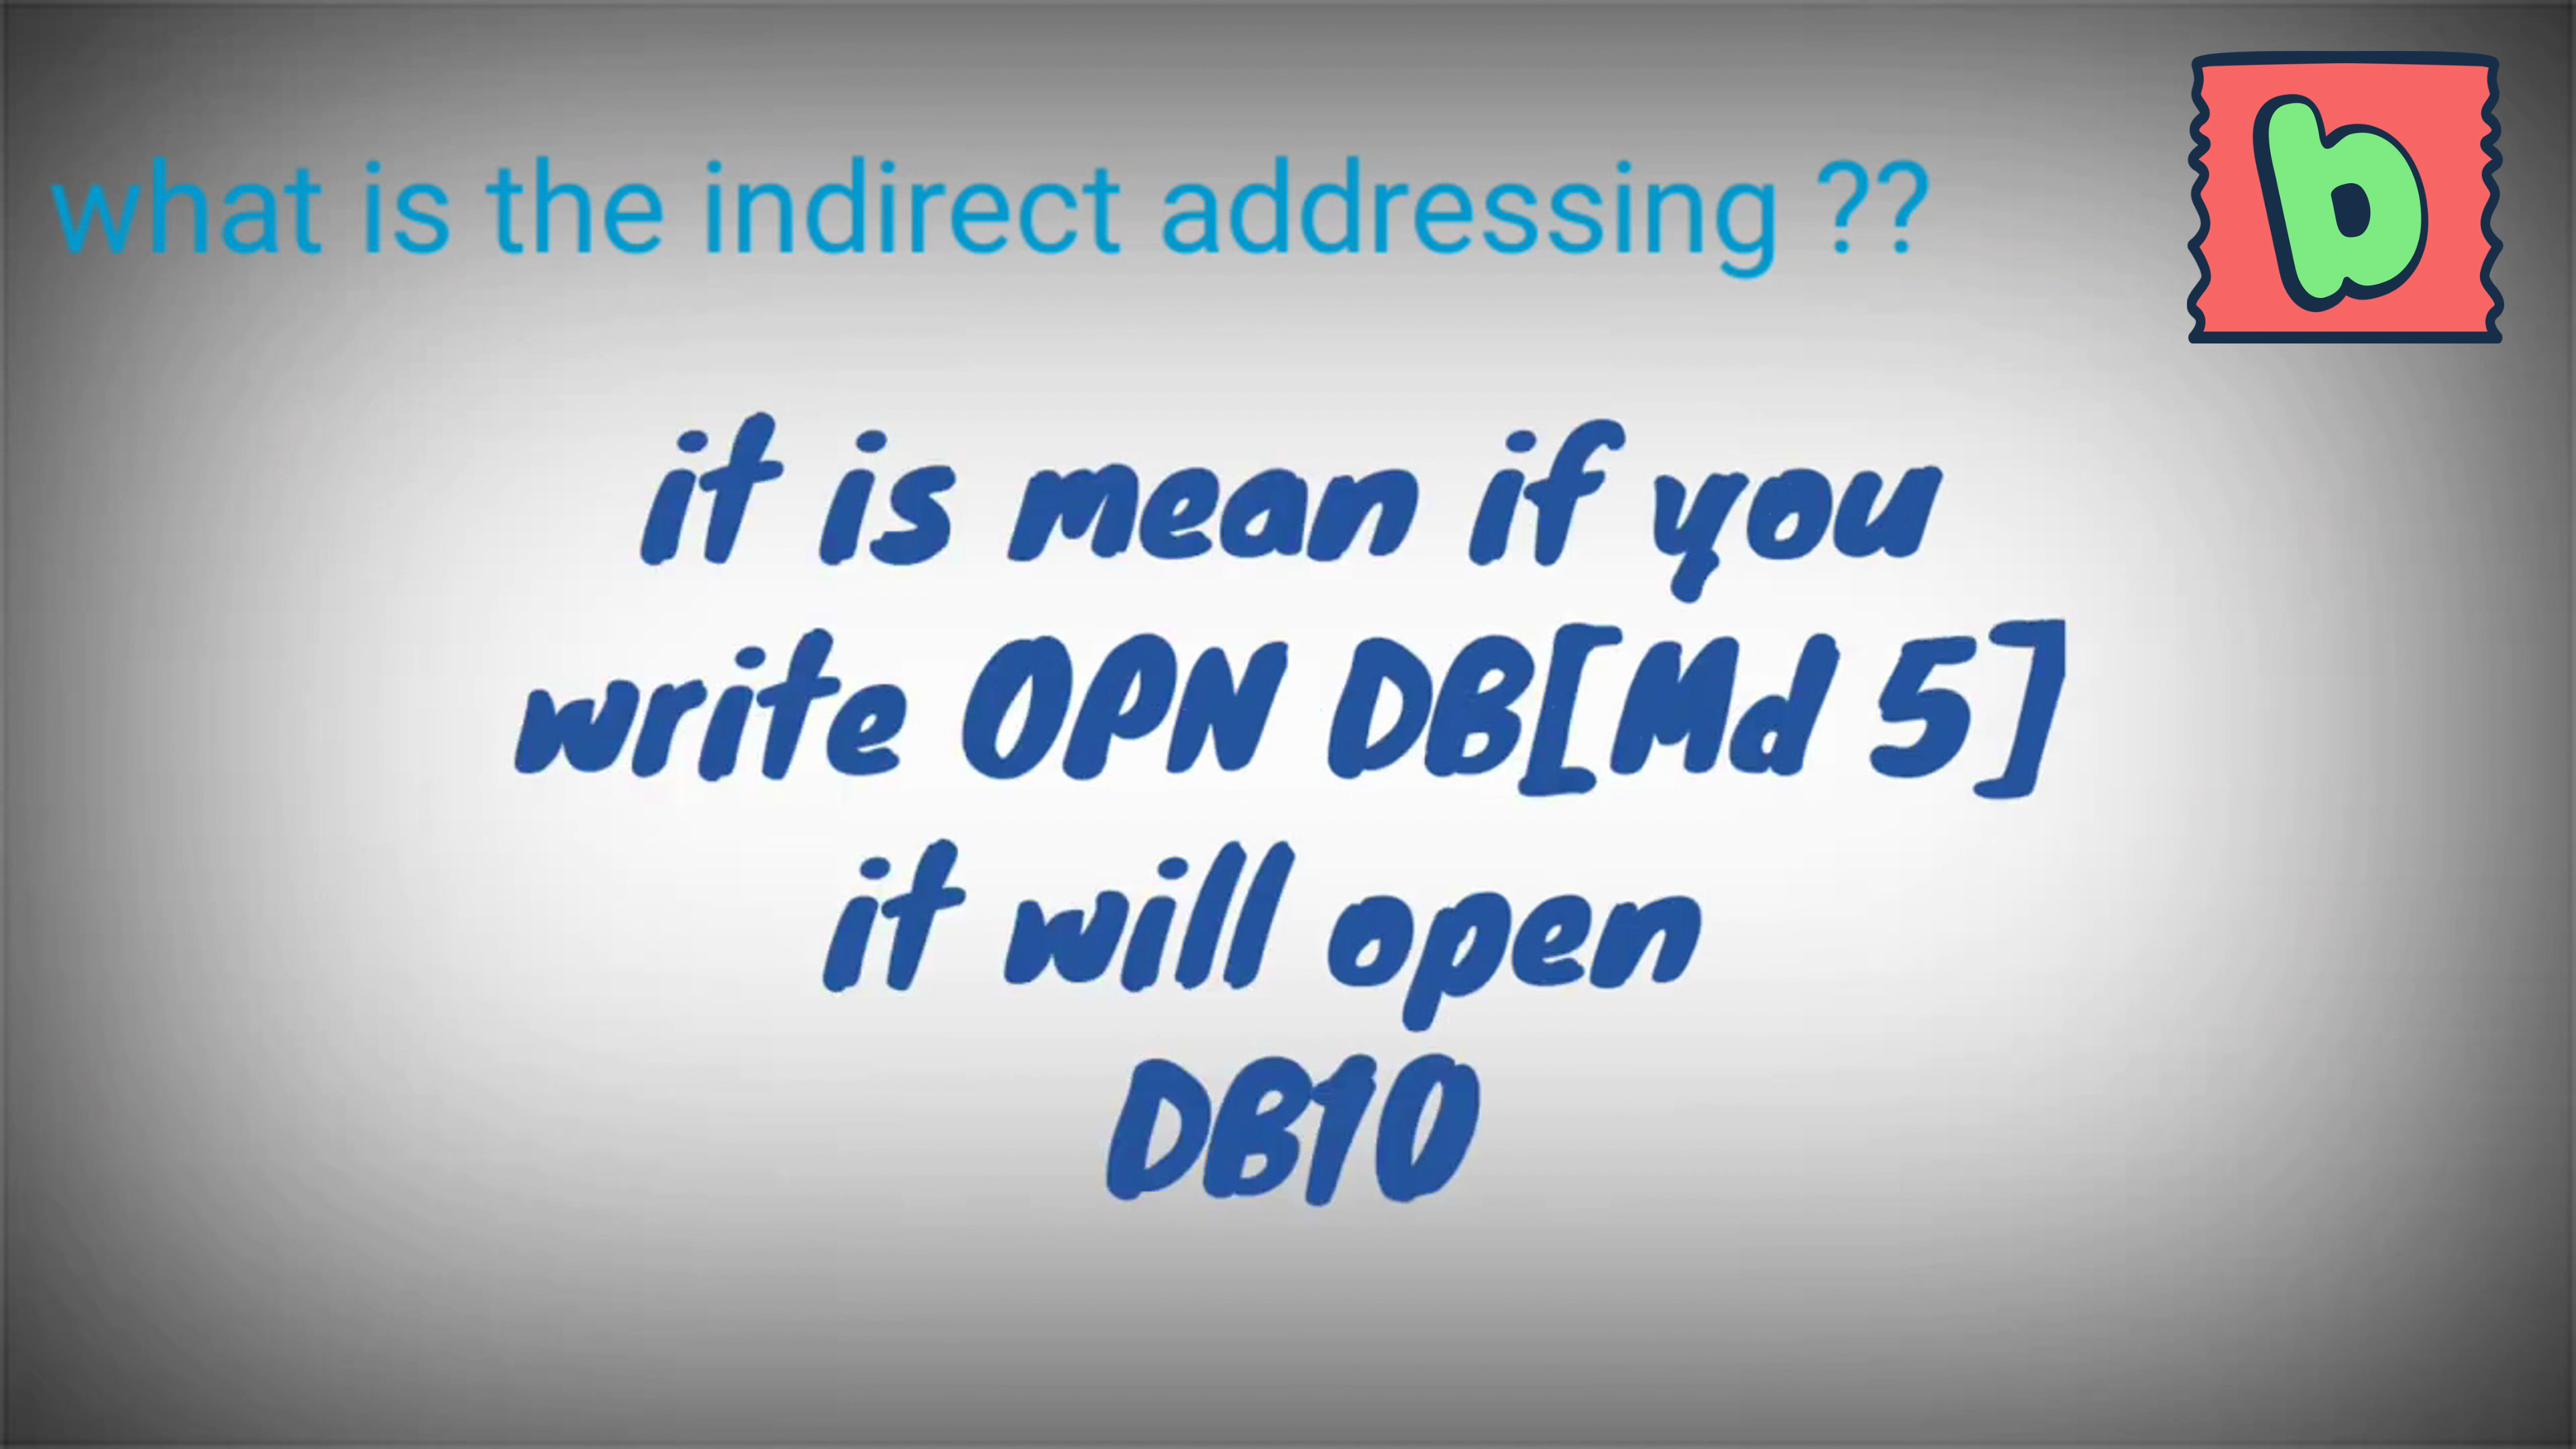 what is the indirect addressing ??
b
it is mean if you
write OPN DB[Md 5]
it will open
DB10